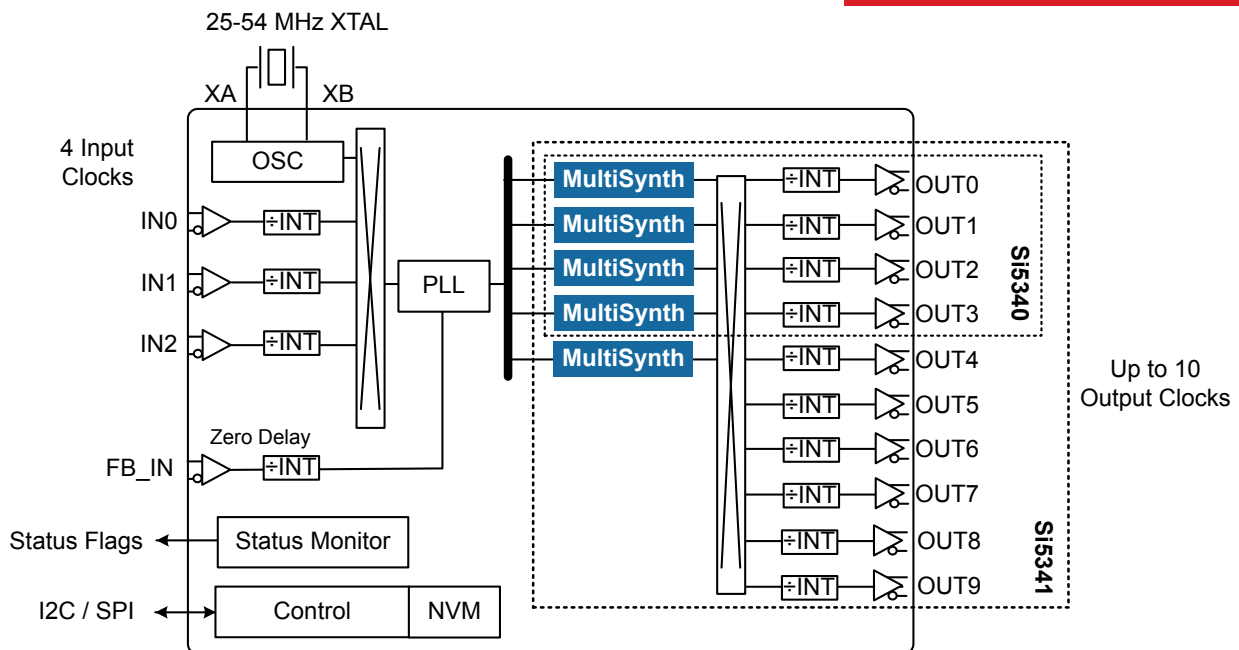 25-54 MHz XTAL
XA
XB
4 Input
Clocks
OSC
IN0
÷INT
IN1
÷INT
IN2
÷INT
PLL
Zero Delay
FB_IN
÷INT
Status Flags
Status Monitor
I2C / SPI
Control
NVM
MultiSynth
MultiSynth
MultiSynth
MultiSynth
MultiSynth
÷INT
OUT0
÷INT
OUT1
÷INT
OUT2
÷INT
OUT3
÷INT
OUT4
÷INT
OUT5
÷INT
OUT6
÷INT
OUT7
÷INT
OUT8
÷INT
OUT9
Si5340
Si5341
Up to 10
Output Clocks